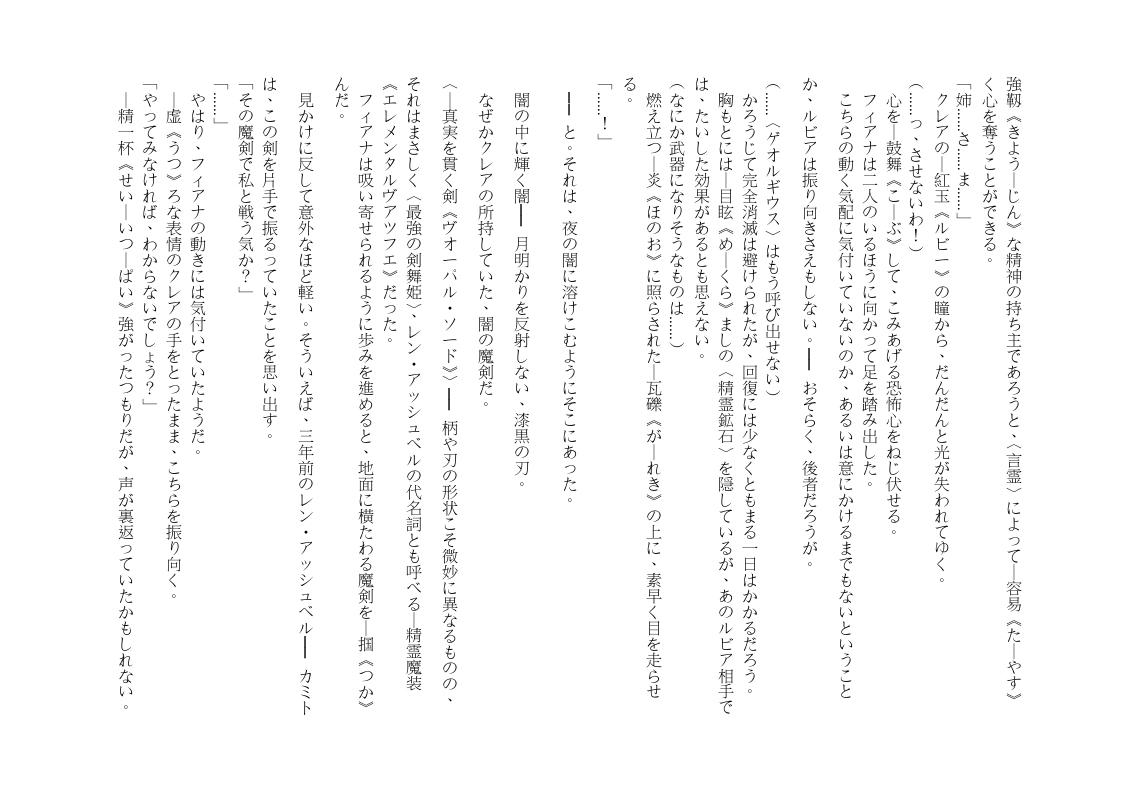 強靱《きよう―じん》な精神の持ち主であろうと、〈言霊〉によって―容易《た―やす》
く心を奪うことができる。
「姉……さ……ま……」
クレアの―紅玉《ルビー》の瞳から、だんだんと光が失われてゆく。
(……っ、させないわ！)
心を―鼓舞《こ―ぶ》して、こみあげる恐怖心をねじ伏せる。
フィアナは二人のいるほうに向かって足を踏み出した。
こちらの動く気配に気付いていないのか、あるいは意にかけるまでもないということ
か、ルビアは振り向きさえもしない。━━ おそらく、後者だろうが。
(……〈ゲオルギウス〉はもう呼び出せない)
かろうじて完全消滅は避けられたが、回復には少なくともまる一日はかかるだろう。
胸もとには―目眩《め―くら》ましの〈精霊鉱石〉を隠しているが、あのルビア相手で
は、たいした効果があるとも思えない。
(なにか武器になりそうなものは……)
燃え立つ―炎《ほのお》に照らされた―瓦礫《が―れき》の上に、素早く目を走らせ
る。
「……！」
━━ と。それは、夜の闇に溶けこむようにそこにあった。
闇の中に輝く闇━━ 月明かりを反射しない、漆黒の刃。
なぜかクレアの所持していた、闇の魔剣だ。
〈―真実を貫く剣《ヴォーパル・ソード》〉━━ 柄や刃の形状こそ微妙に異なるものの、
それはまさしく〈最強の剣舞姫〉、レン・アッシュベルの代名詞とも呼べる―精霊魔装
《エレメンタルヴアツフエ》だった。
フィアナは吸い寄せられるように歩みを進めると、地面に横たわる魔剣を―掴《つか》
んだ。
見かけに反して意外なほど軽い。そういえば、三年前のレン・アッシュベル━━ カミト
は、この剣を片手で振るっていたことを思い出す。
「その魔剣で私と戦う気か？」
「……」
やはり、フィアナの動きには気付いていたようだ。
―虚《うつ》ろな表情のクレアの手をとったまま、こちらを振り向く。
「やってみなければ、わからないでしょう？」
―精一杯《せい―いつ―ぱい》強がったつもりだが、声が裏返っていたかもしれない。